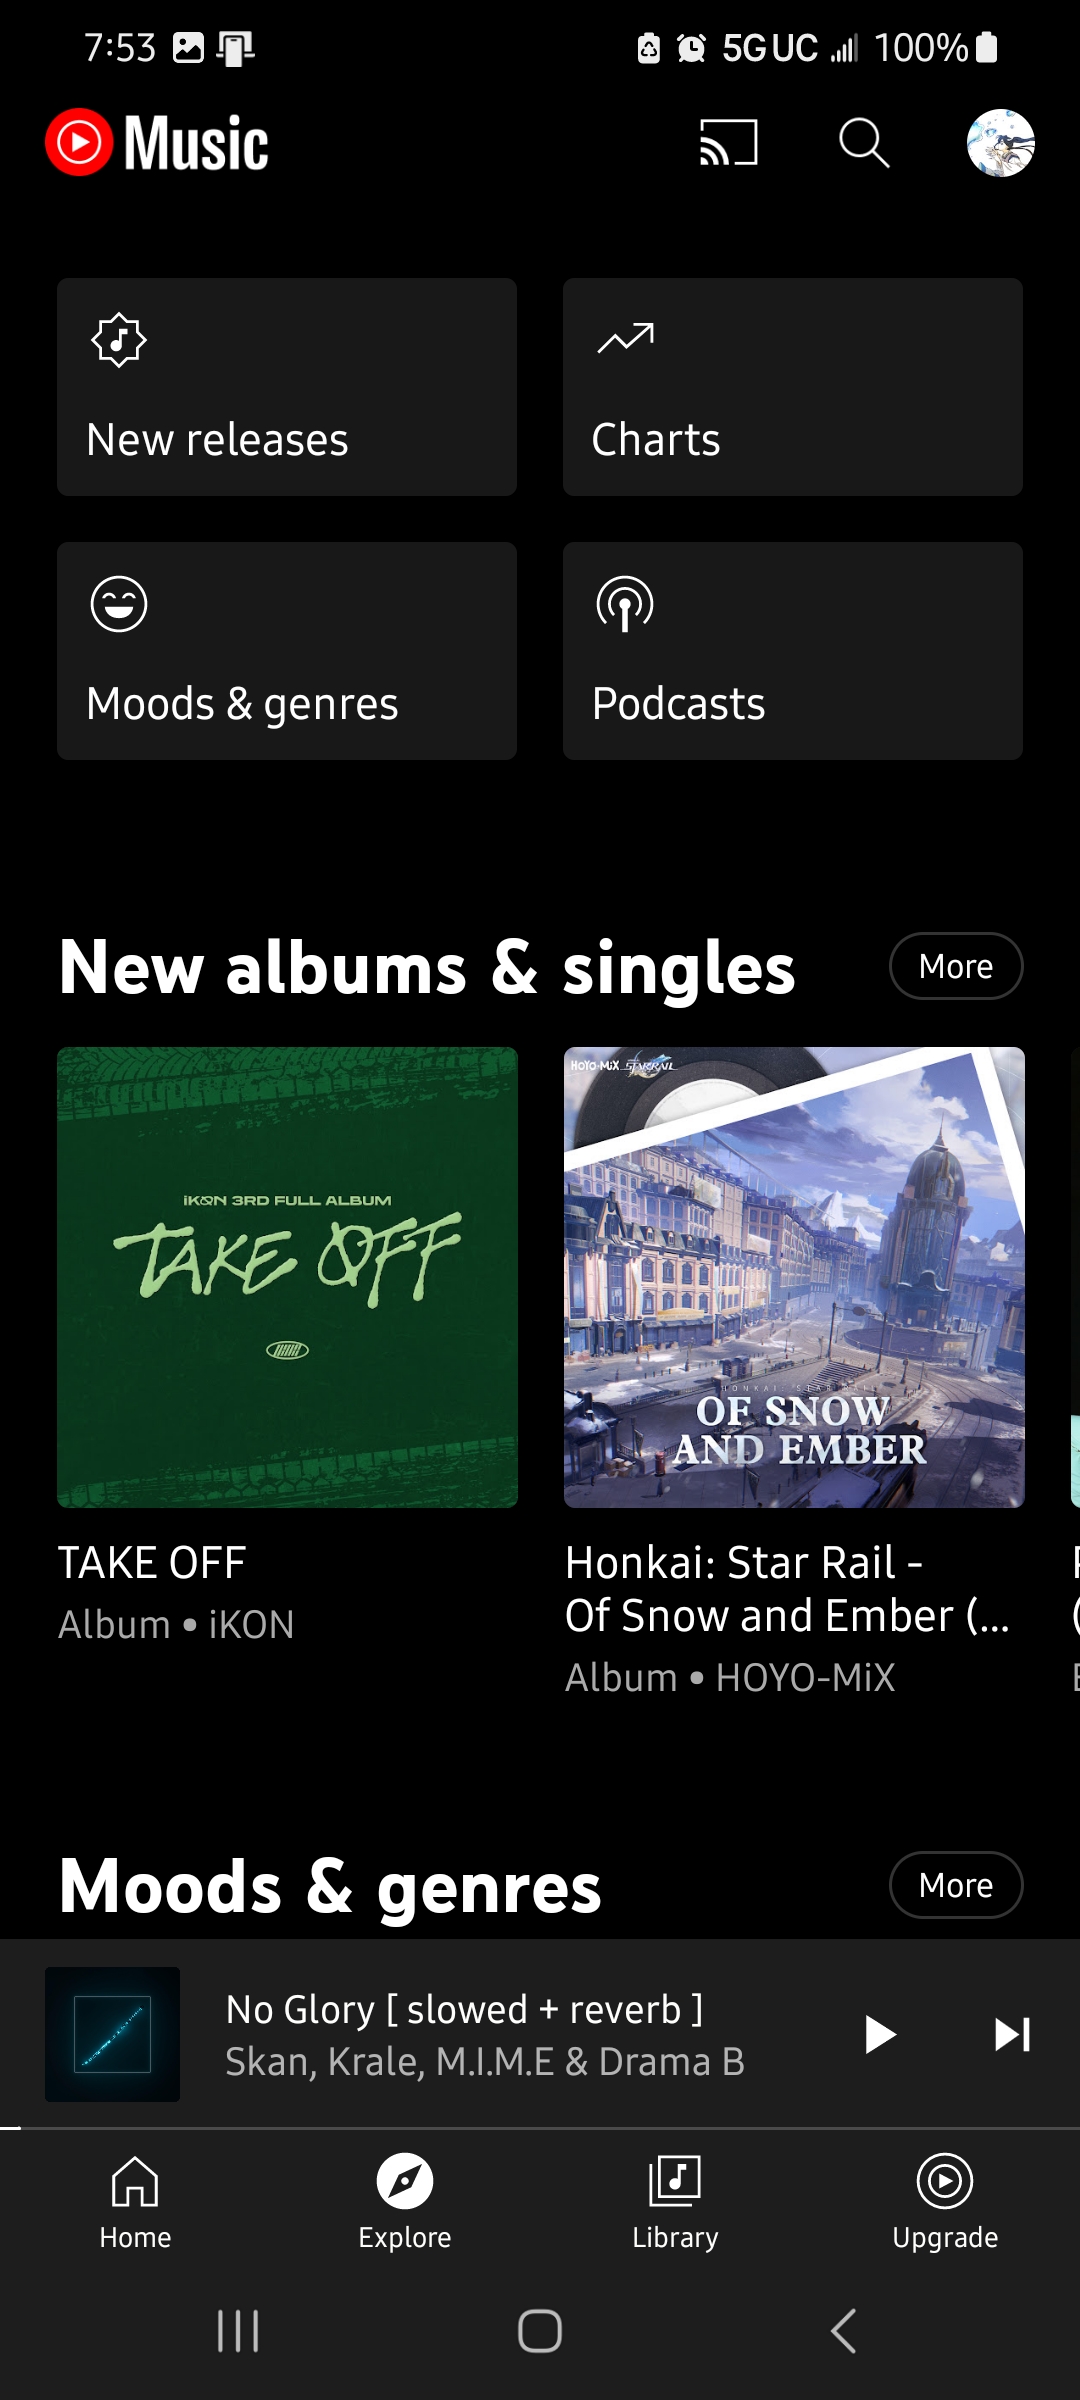 7:53
5G UC 100%
Music
New releases
Charts
Moods & genres
Podcasts
New albums & singles
More
iKON 3RD FULL ALBUM
TAKE OFF
HOYO-MiX STARRAIL
HONKAI: STAR RAIL
OF SNOW
AND EMBER
TAKE OFF
Album • iKON
Honkai: Star Rail -
Of Snow and Ember (...
Album • HOYO-MiX
Moods & genres
More
No Glory [ slowed + reverb ]
Skan, Krale, M.I.M.E & Drama B
Home
Explore
Library
Upgrade